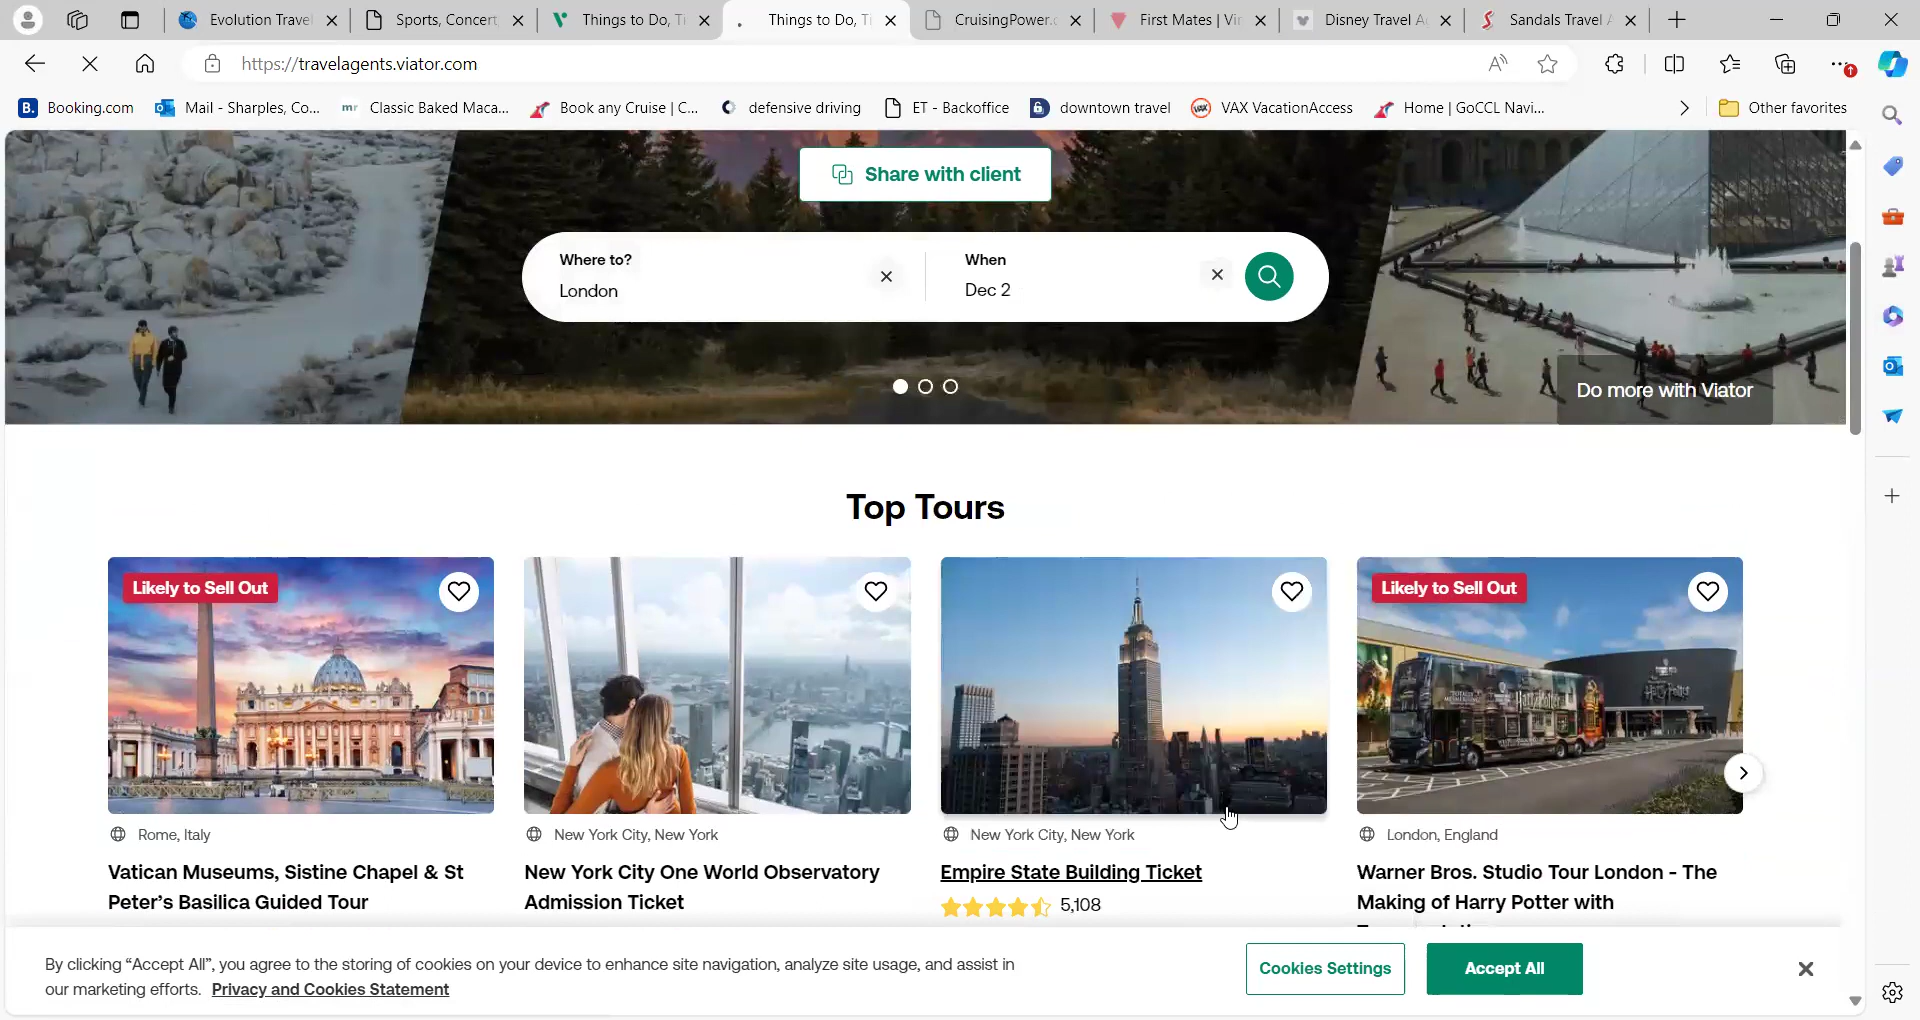 Evolution Trave
Sports, Concert
Things to Do, Ti
Things to Do, Ti
CruisingPower.c
First Mates | Vir
Disney Travel A
Sandals Travel A
https://travelagents.viator.com
B. Booking.com
Mail - Sharples, Co...
mr Classic Baked Maca...
Book any Cruise | C...
defensive driving
ET - Backoffice
downtown travel
VAX VacationAccess
Home | GoCCL Navi...
Other favorites
Share with client
Where to?
London
When
Dec 2
Do more with Viator
Top Tours
Likely to Sell Out
Likely to Sell Out
Rome, Italy
Vatican Museums, Sistine Chapel & St
Peter’s Basilica Guided Tour
New York City, New York
New York City One World Observatory
Admission Ticket
New York City, New York
Empire State Building Ticket
5,108
London, England
Warner Bros. Studio Tour London - The
Making of Harry Potter with
By clicking “Accept All”, you agree to the storing of cookies on your device to enhance site navigation, analyze site usage, and assist in
our marketing efforts. Privacy and Cookies Statement
Cookies Settings
Accept All